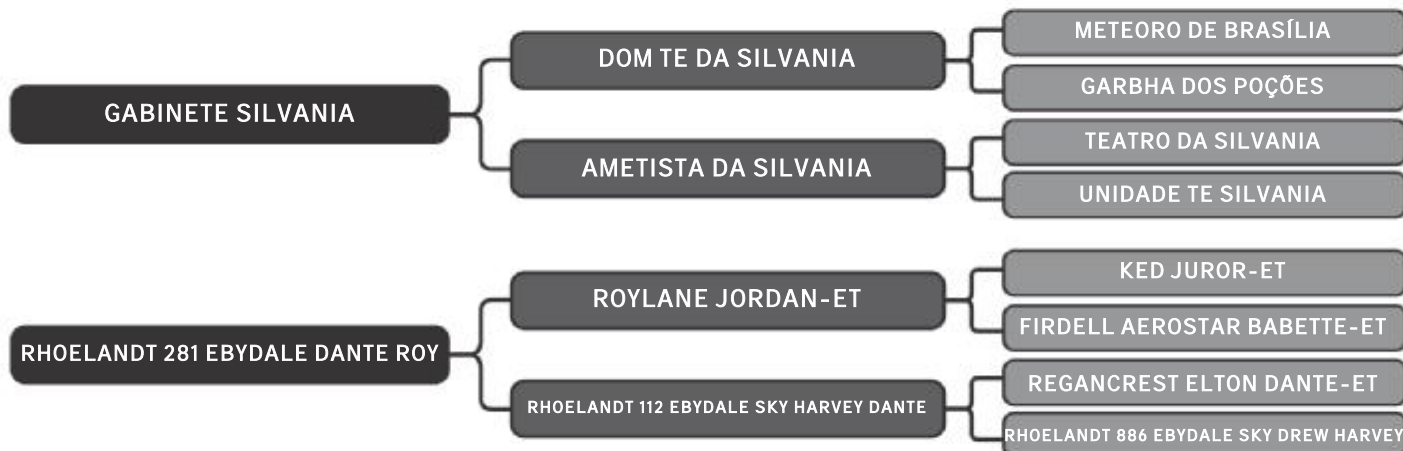 GABINETE SILVANIA
DOM TE DA SILVANIA
METEORO DE BRASÍLIA
GARBHA DOS POÇÕES
AMETISTA DA SILVANIA
TEATRO DA SILVANIA
UNIDADE TE SILVANIA
RHOELANDT 281 EBYDALE DANTE ROY
ROYLANE JORDAN-ET
KED JUROR-ET
FIRDELL AEROSTAR BABETTE-ET
RHOELANDT 112 EBYDALE SKY HARVEY DANTE
REGANCREST ELTON DANTE-ET
RHOELANDT 886 EBYDALE SKY DREW HARVEY